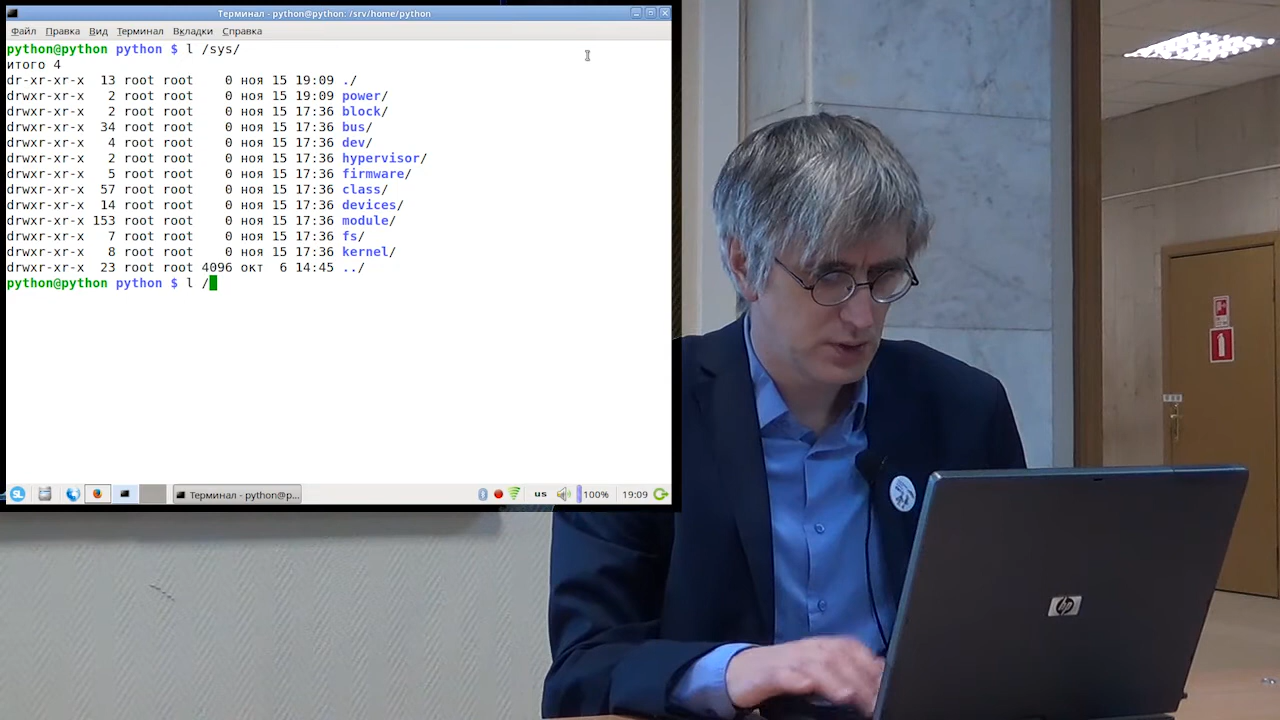 Терминал - python@python: /srv/home/python
Файл Правка Вид Терминал Вкладки Справка
python@python python $ l /sys/
итого 4
dr-xr-xr-x 13 root root 0 ноя 15 19:09 ./
drwxr-xr-x 2 root root 0 ноя 15 19:09 power/
drwxr-xr-x 2 root root 0 ноя 15 17:36 block/
drwxr-xr-x 34 root root 0 ноя 15 17:36 bus/
drwxr-xr-x 4 root root 0 ноя 15 17:36 dev/
drwxr-xr-x 2 root root 0 ноя 15 17:36 hypervisor/
drwxr-xr-x 5 root root 0 ноя 15 17:36 firmware/
drwxr-xr-x 57 root root 0 ноя 15 17:36 class/
drwxr-xr-x 14 root root 0 ноя 15 17:36 devices/
drwxr-xr-x 153 root root 0 ноя 15 17:36 module/
drwxr-xr-x 7 root root 0 ноя 15 17:36 fs/
drwxr-xr-x 8 root root 0 ноя 15 17:36 kernel/
drwxr-xr-x 23 root root 4096 окт 6 14:45 ../
python@python python $ l /
SL
Терминал - python@p...
us
100%
19:09
hp